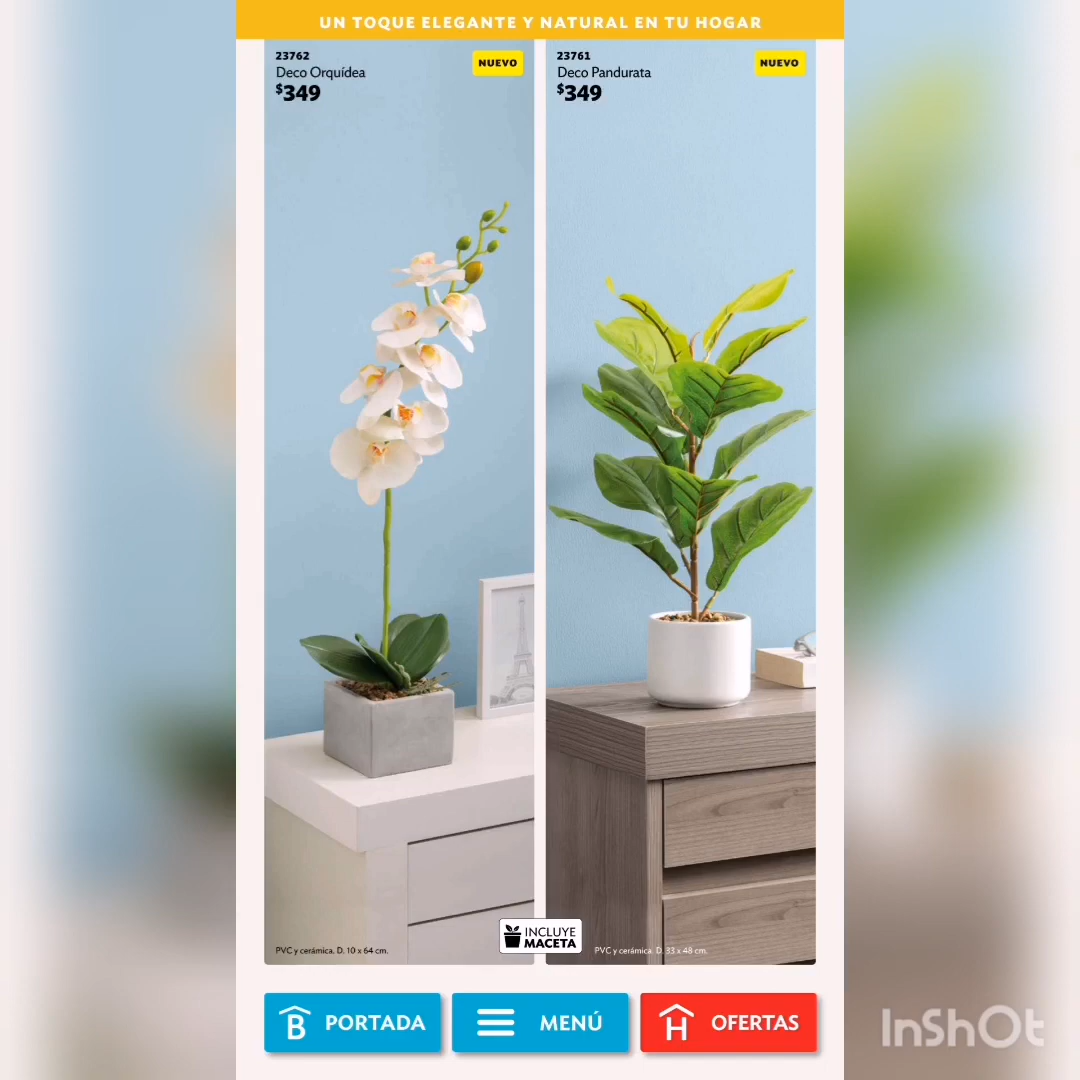 UN TOQUE ELEGANTE Y NATURAL EN TU HOGAR
23762
Deco Orquídea
$349
NUEVO
23761
Deco Pandurata
$349
NUEVO
INCLUYE
MACETA
PVC y cerámica. D. 10 x 64 cm.
PVC y cerámica. D. 33 x 48 cm.
B PORTADA
MENÚ
H OFERTAS
InShOt